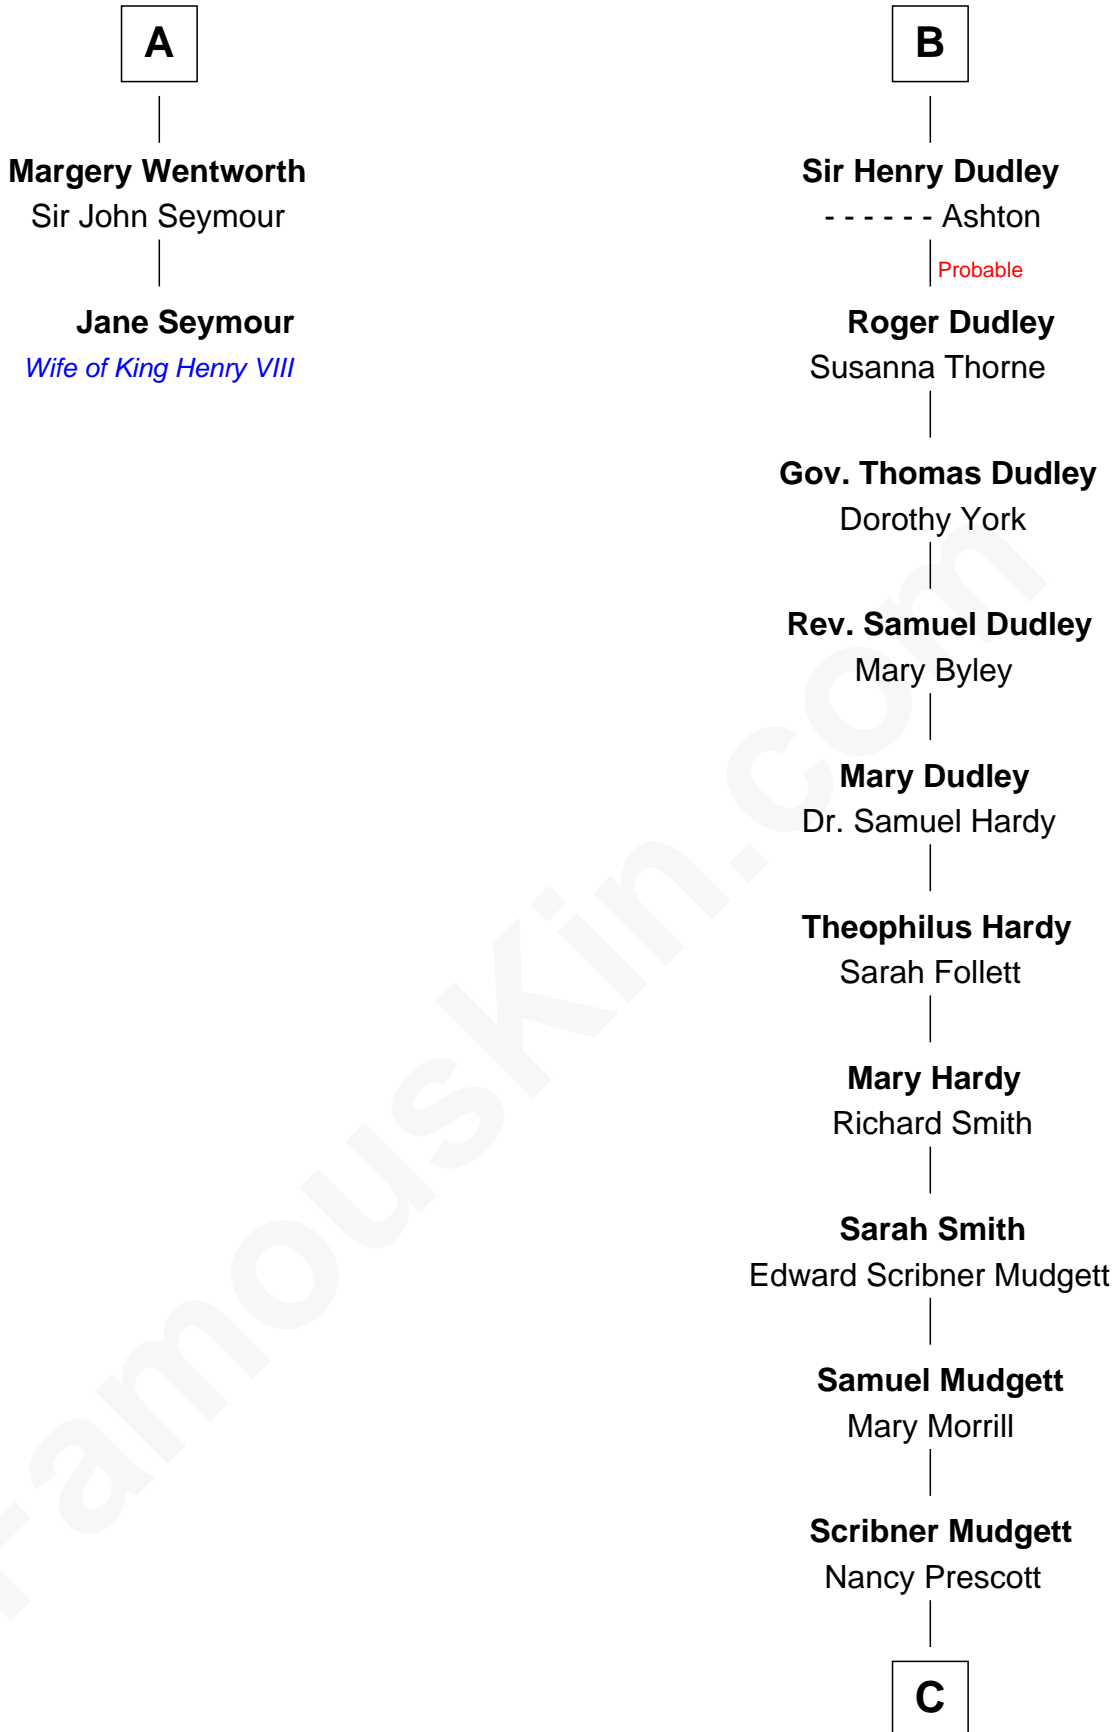 A
Margery Wentworth
Sir John Seymour
Jane Seymour
Wife of King Henry VIII
B
Sir Henry Dudley
- - - - - - Ashton
Probable
Roger Dudley
Susanna Thorne
Gov. Thomas Dudley
Dorothy York
Rev. Samuel Dudley
Mary Byley
Mary Dudley
Dr. Samuel Hardy
Theophilus Hardy
Sarah Follett
Mary Hardy
Richard Smith
Sarah Smith
Edward Scribner Mudgett
Samuel Mudgett
Mary Morrill
Scribner Mudgett
Nancy Prescott
C
FamousKin.com